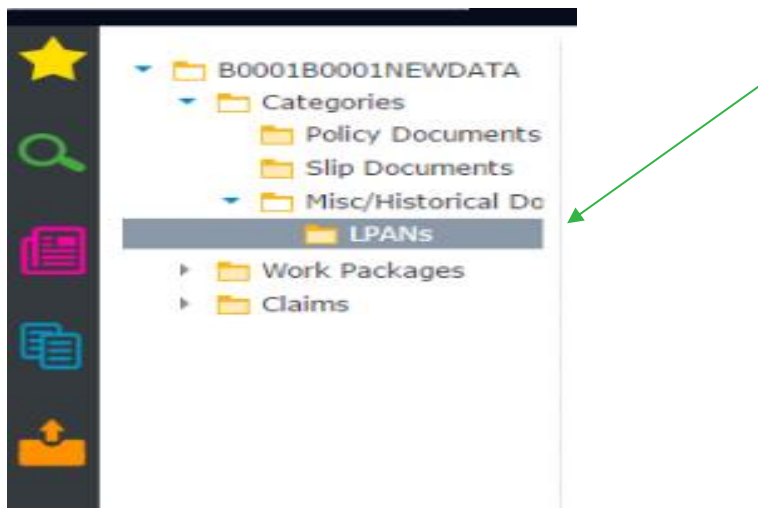 B0001B0001NEWDATA
Categories
Policy Documents
Slip Documents
Misc/Historical Do
LPANs
Work Packages
Claims